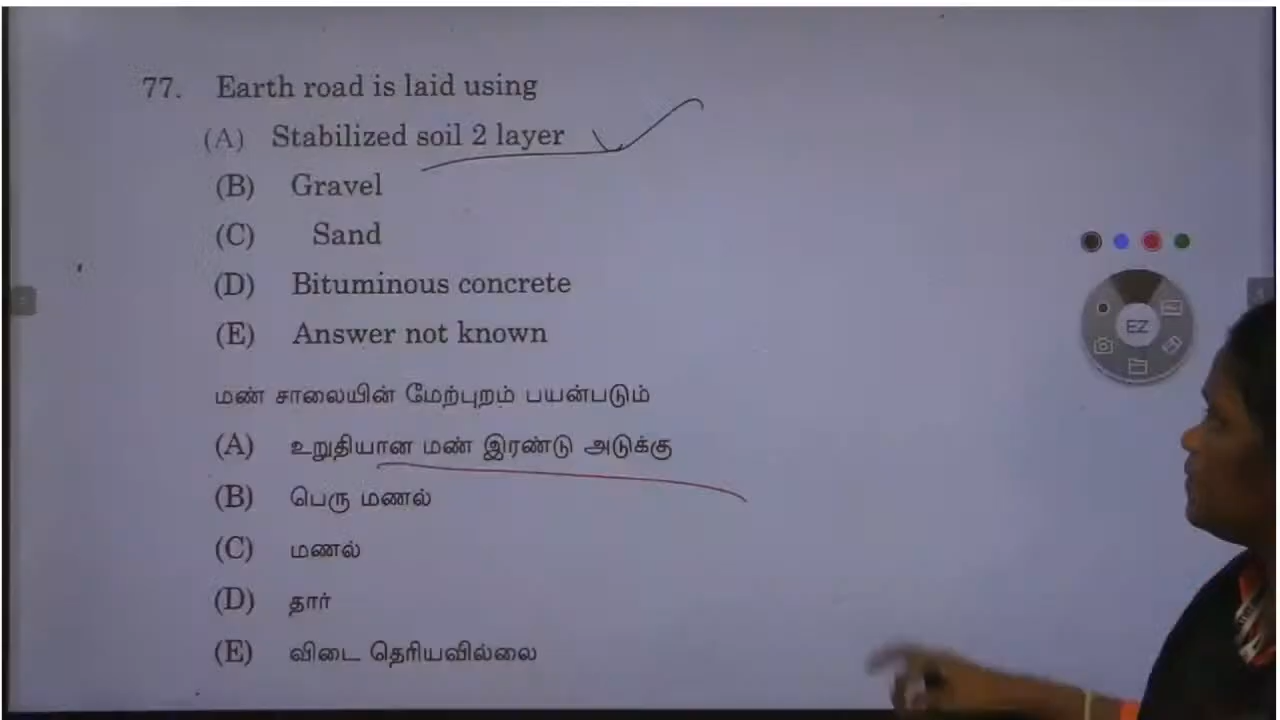 77. Earth road is laid using
(A) Stabilized soil 2 layer
(B) Gravel
(C) Sand
(D) Bituminous concrete
(E) Answer not known
EZ
மண் சாலையின் மேற்புறம் பயன்படும்
(A) உறுதியான மண் இரண்டு அடுக்கு
(B) பெரு மணல்
(C) மணல்
(D) தார்
(E) விடை தெரியவில்லை